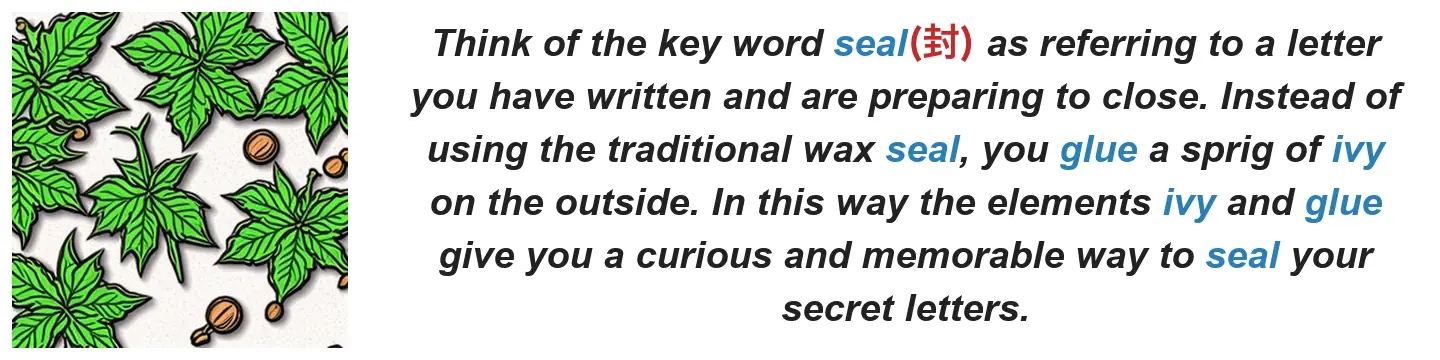 Think of the key word seal(封) as referring to a letter
you have written and are preparing to close. Instead of
using the traditional wax seal, you glue a sprig of ivy
on the outside. In this way the elements ivy and glue
give you a curious and memorable way to seal your
secret letters.